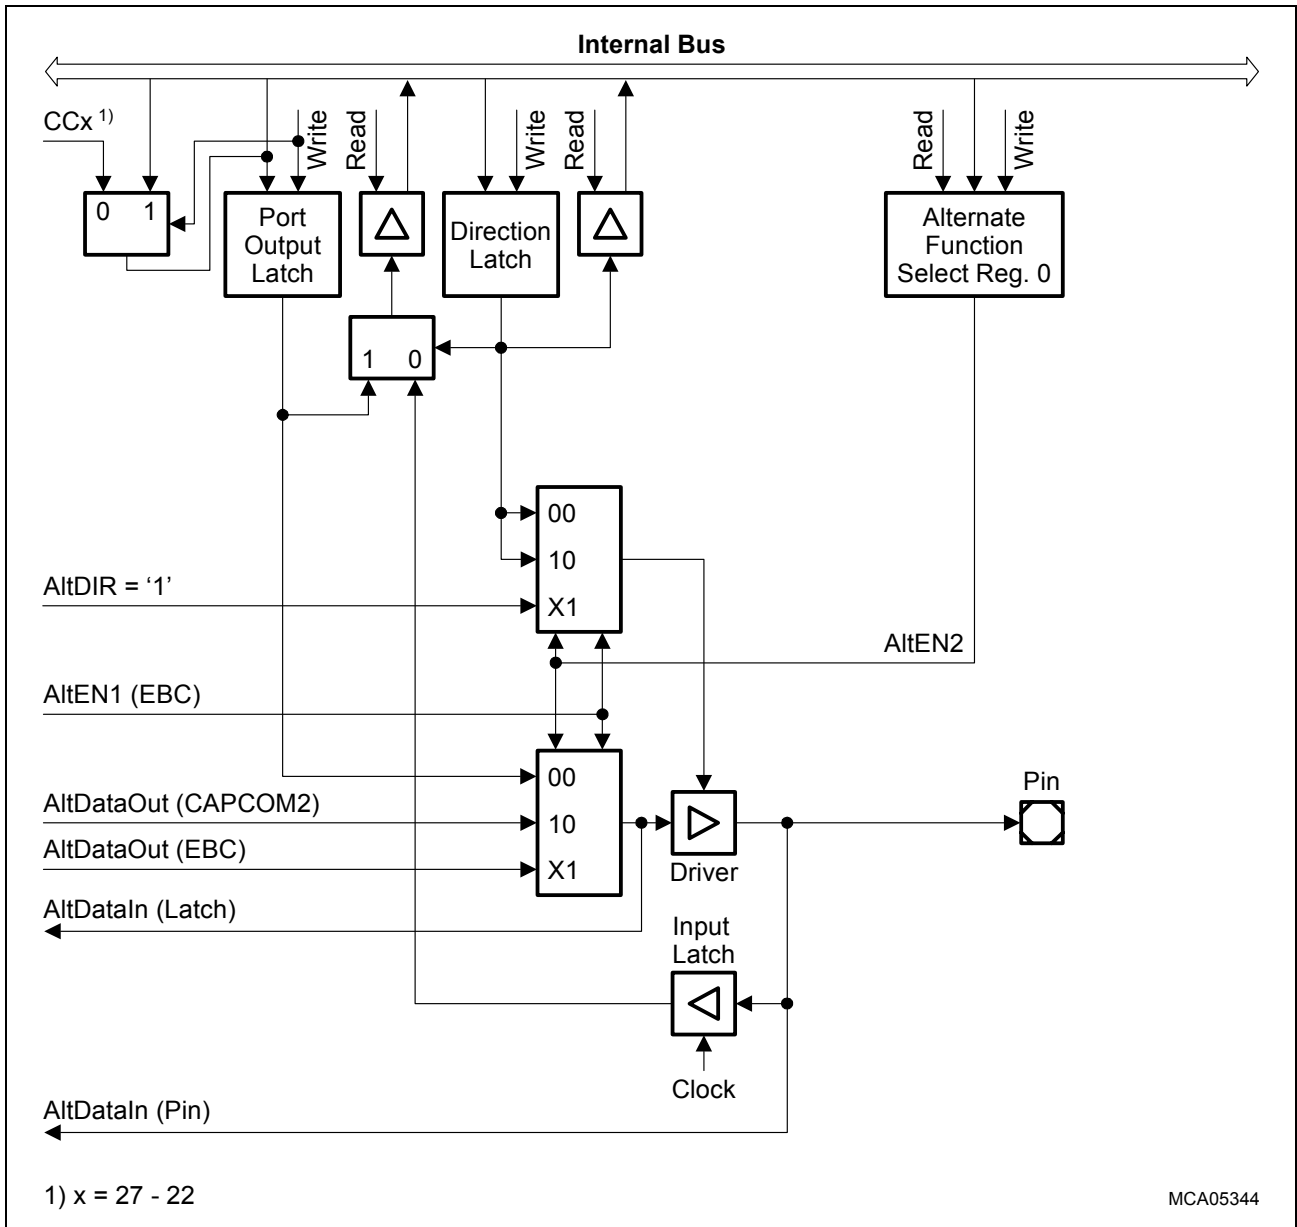 Internal Bus
CCx 1)
Write
Read
Write
Read
Read
Write
0 1
Port
Output
Latch
Direction
Latch
Alternate
Function
Select Reg. 0
1 0
00
10
X1
AltDIR = ‘1’
AltEN2
AltEN1 (EBC)
00
10
X1
AltDataOut (CAPCOM2)
AltDataOut (EBC)
Driver
Pin
AltDataIn (Latch)
Input
Latch
Clock
AltDataIn (Pin)
1) x = 27 - 22
MCA05344